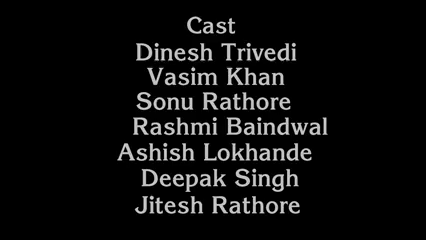 Cast
Dinesh Trivedi
Vasim Khan
Sonu Rathore
Rashmi Baindwal
Ashish Lokhande
Deepak Singh
Jitesh Rathore